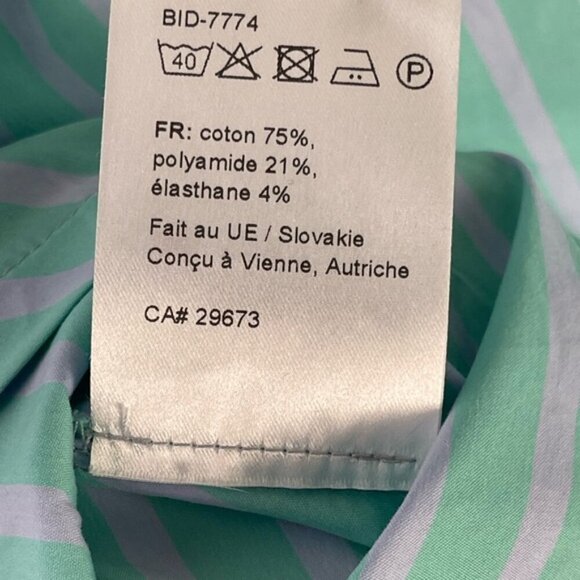 BID-7774
40 P
FR: coton 75%,
polyamide 21%,
élasthane 4%
Fait au UE / Slovakie
Conçu à Vienne, Autriche
CA# 29673